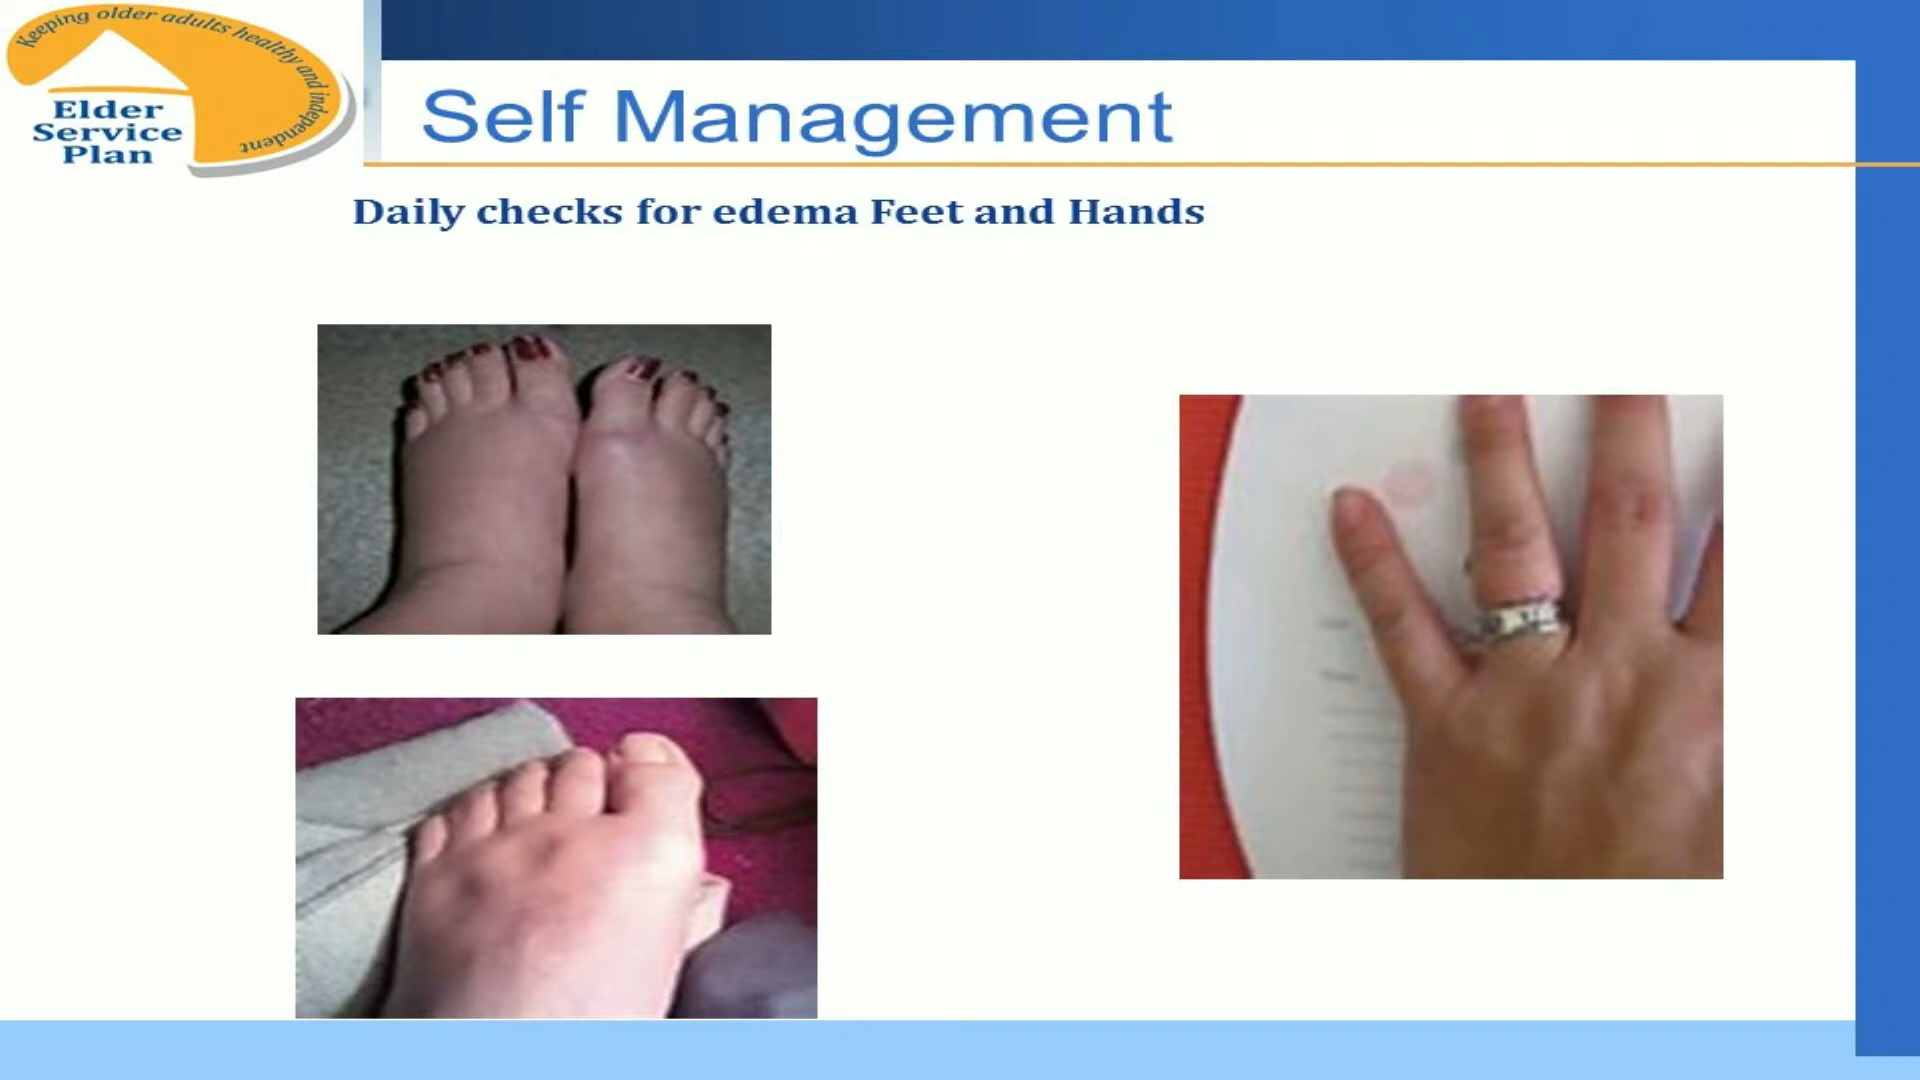 Keeping older adults healthy and independent
Elder
Service
Plan
Self Management
Daily checks for edema Feet and Hands